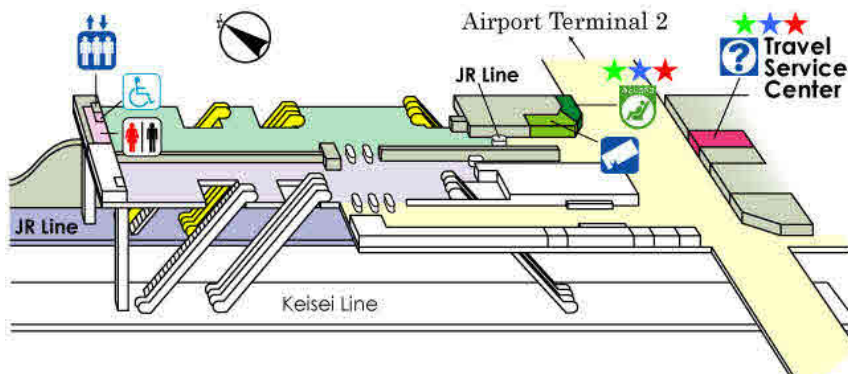 Airport Terminal 2
JR Line
?
Travel
Service
Center
JR Line
Keisei Line